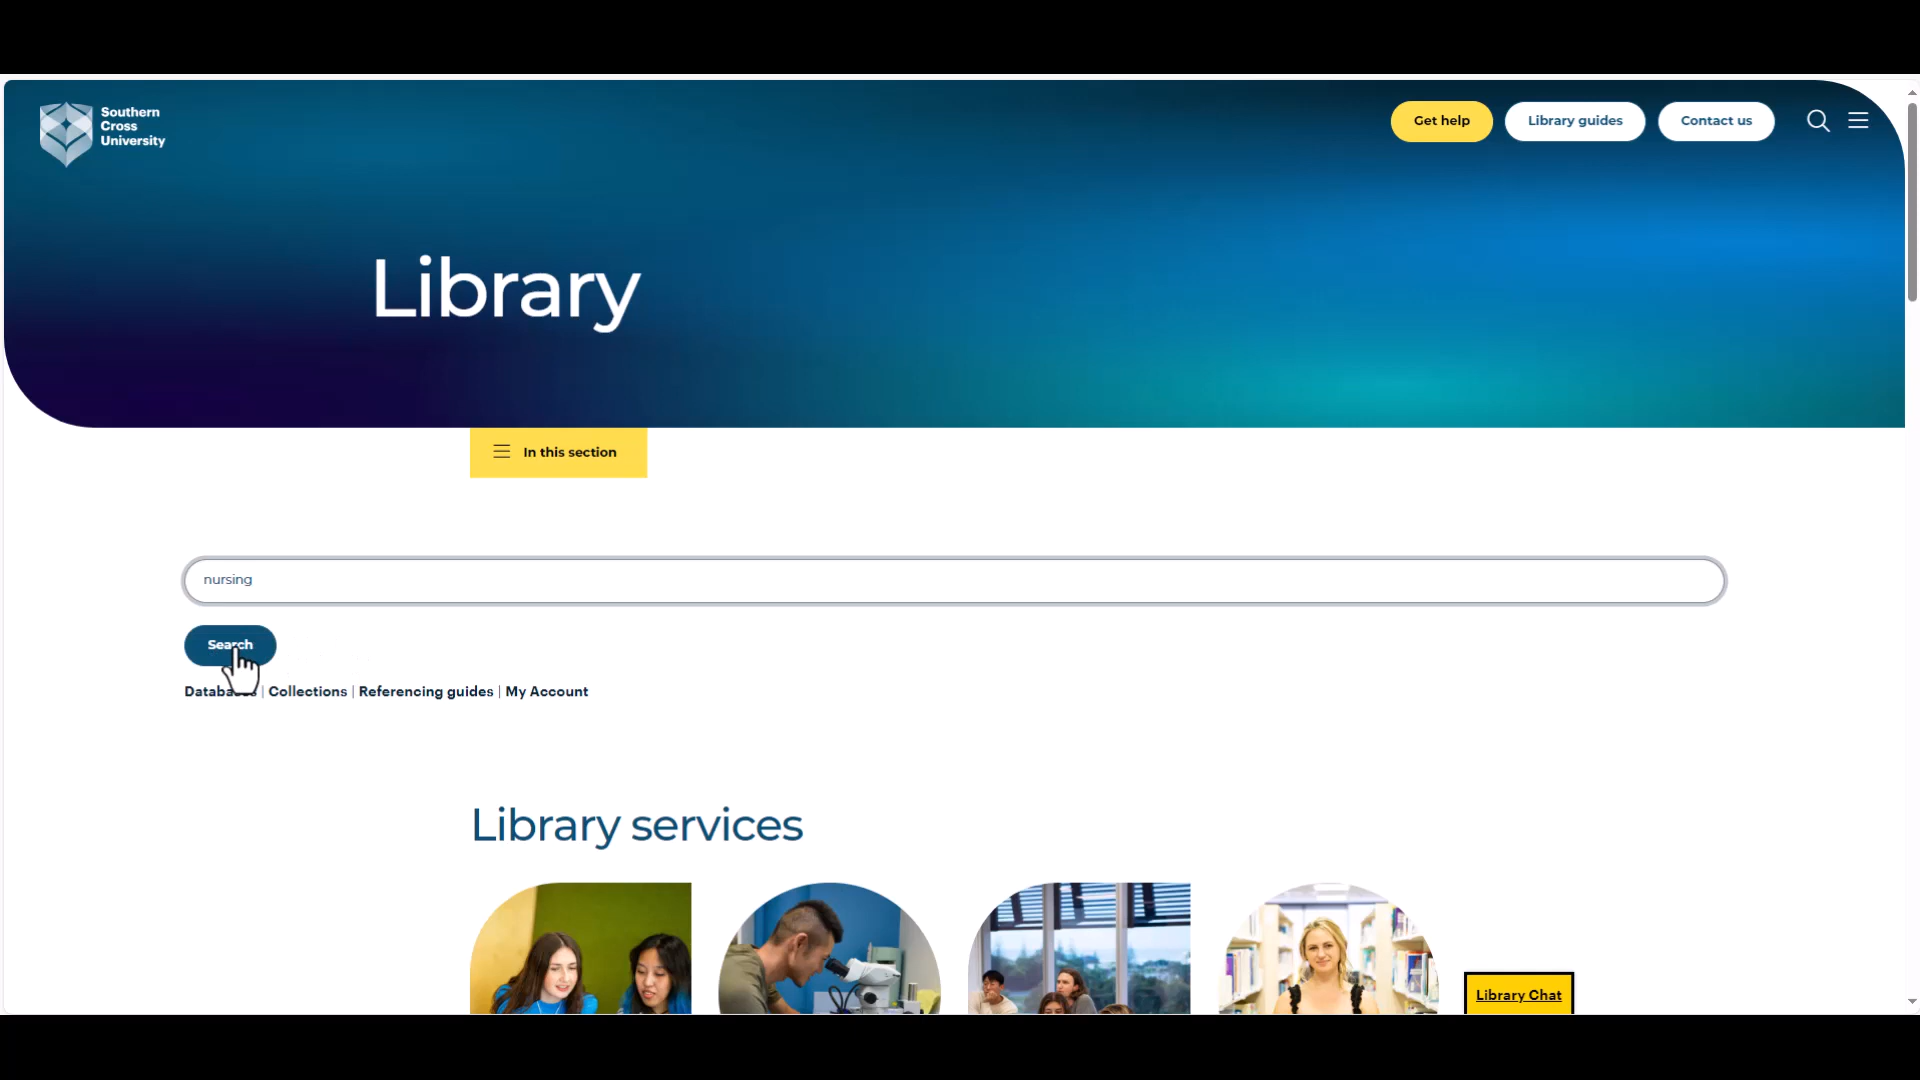 Southern
Cross
University
Get help
Library guides
Contact us
Library
In this section
nursing
Search
Databases | Collections | Referencing guides | My Account
Library services
Library Chat